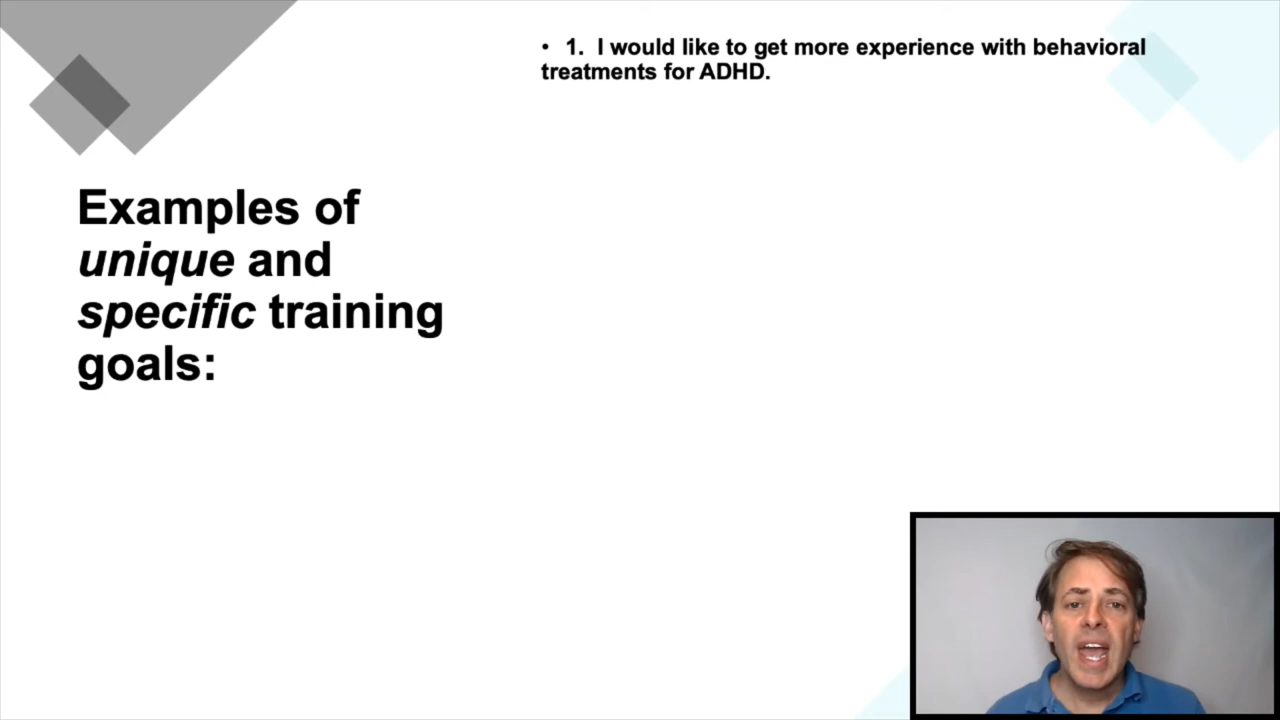 • 1. I would like to get more experience with behavioral
treatments for ADHD.
Examples of
unique and
specific training
goals: